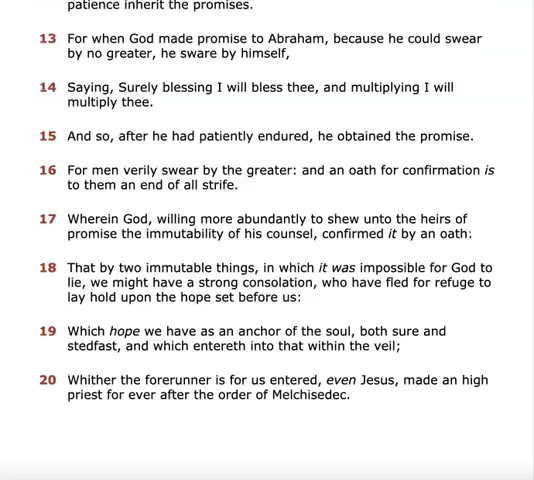 patience inherit the promises.
13 For when God made promise to Abraham, because he could swear
by no greater, he sware by himself,
14 Saying, Surely blessing I will bless thee, and multiplying I will
multiply thee.
15 And so, after he had patiently endured, he obtained the promise.
16 For men verily swear by the greater: and an oath for confirmation is
to them an end of all strife.
17 Wherein God, willing more abundantly to shew unto the heirs of
promise the immutability of his counsel, confirmed it by an oath:
18 That by two immutable things, in which it was impossible for God to
lie, we might have a strong consolation, who have fled for refuge to
lay hold upon the hope set before us:
19 Which hope we have as an anchor of the soul, both sure and
stedfast, and which entereth into that within the veil;
20 Whither the forerunner is for us entered, even Jesus, made an high
priest for ever after the order of Melchisedec.